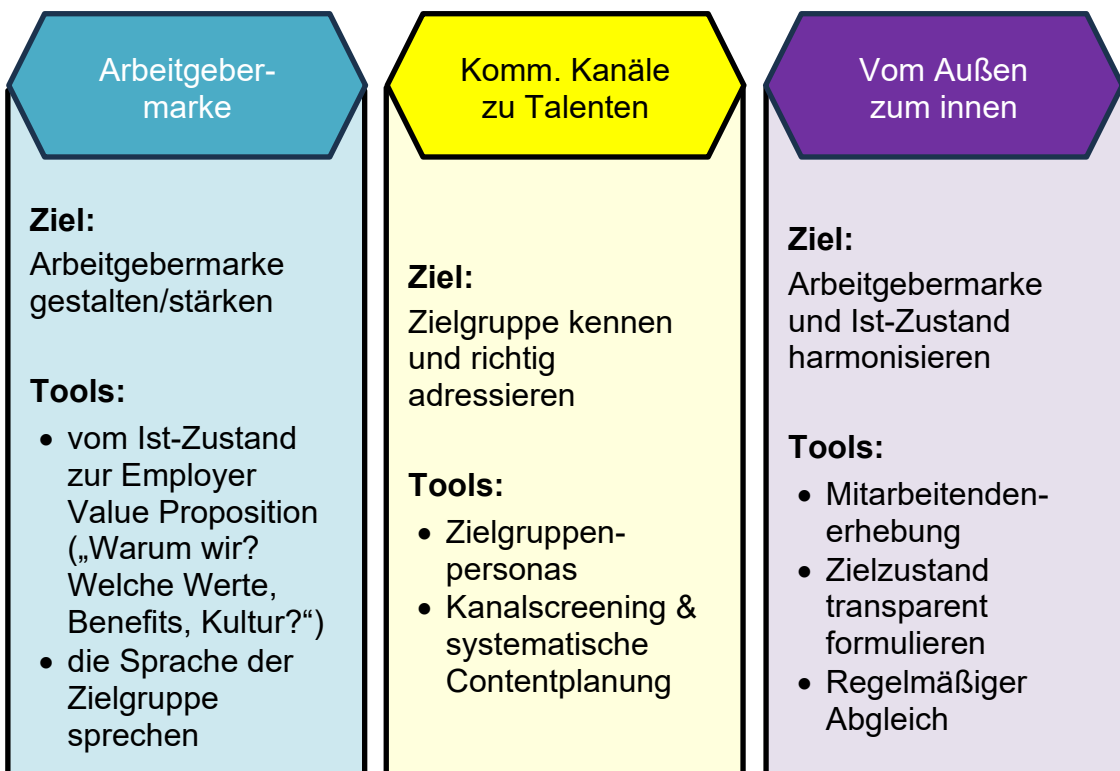 Arbeitgeber-
marke
Ziel:
Arbeitgebermarke
gestalten/stärken
Tools:
• vom Ist-Zustand
zur Employer
Value Proposition
(„Warum wir?
Welche Werte,
Benefits, Kultur?“)
• die Sprache der
Zielgruppe
sprechen
Komm. Kanäle
zu Talenten
Ziel:
Zielgruppe kennen
und richtig
adressieren
Tools:
• Zielgruppen-
personas
• Kanalscreening &
systematische
Contentplanung
Vom Außen
zum innen
Ziel:
Arbeitgebermarke
und Ist-Zustand
harmonisieren
Tools:
• Mitarbeitenden-
erhebung
• Zielzustand
transparent
formulieren
• Regelmäßiger
Abgleich